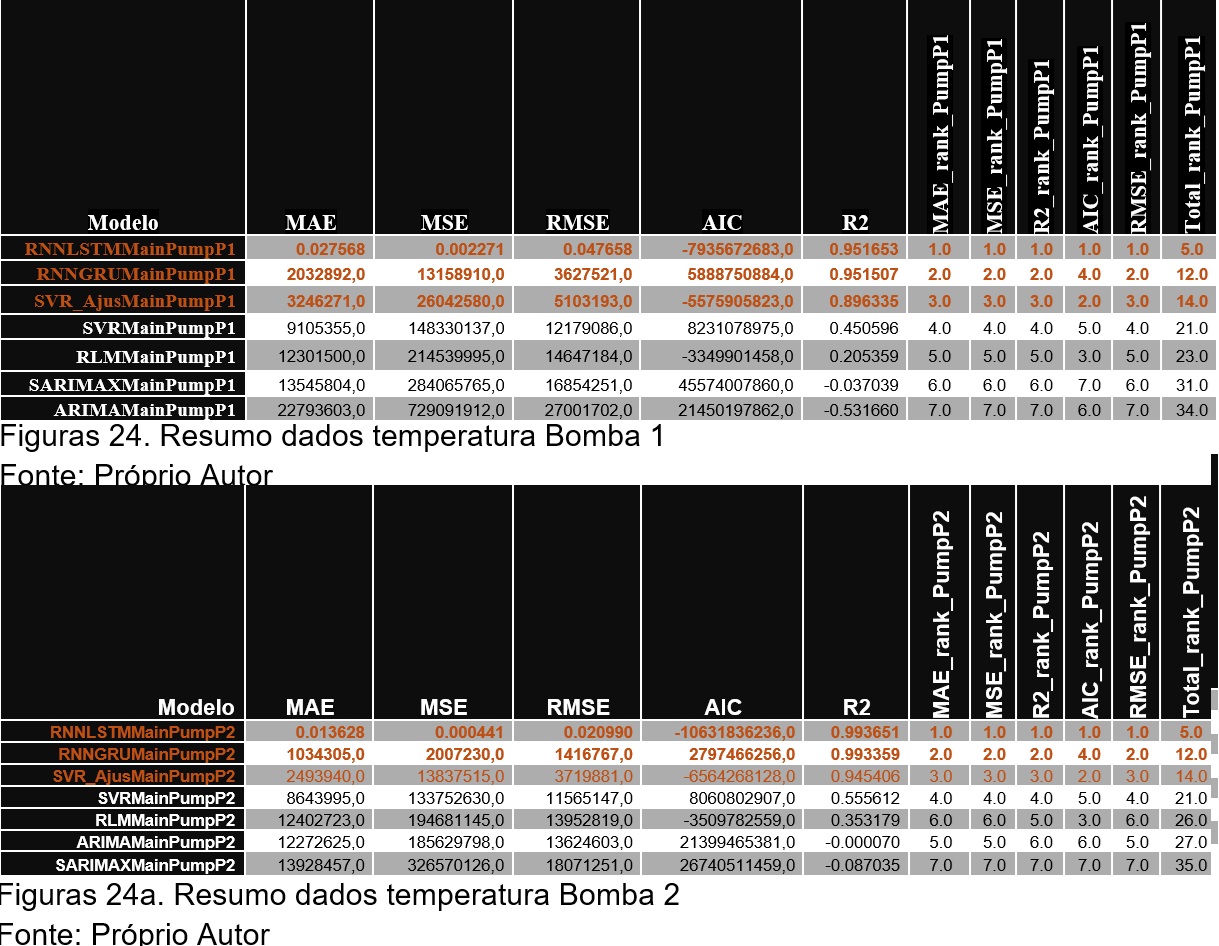 Modelo MAE MSE RMSE AIC R2 MAE_rank_PumpP1 MSE_rank_PumpP1 R2_rank_PumpP1 AIC_rank_PumpP1 RMSE_rank_PumpP1 Total_rank_PumpP1
RNNLSTMMainPumpP1 0.027568 0.002271 0.047658 -7935672683,0 0.951653 1.0 1.0 1.0 1.0 1.0 5.0
RNNGRUMainPumpP1 2032892,0 13158910,0 3627521,0 5888750884,0 0.951507 2.0 2.0 2.0 4.0 2.0 12.0
SVR_AjusMainPumpP1 3246271,0 26042580,0 5103193,0 -5575905823,0 0.896335 3.0 3.0 3.0 2.0 3.0 14.0
SVRMainPumpP1 9105355,0 148330137,0 12179086,0 8231078975,0 0.450596 4.0 4.0 4.0 5.0 4.0 21.0
RLMMainPumpP1 12301500,0 214539995,0 14647184,0 -3349901458,0 0.205359 5.0 5.0 5.0 3.0 5.0 23.0
SARIMAXMainPumpP1 13545804,0 284065765,0 16854251,0 45574007860,0 -0.037039 6.0 6.0 6.0 7.0 6.0 31.0
ARIMAMainPumpP1 22793603,0 729091912,0 27001702,0 21450197862,0 -0.531660 7.0 7.0 7.0 6.0 7.0 34.0
Figuras 24. Resumo dados temperatura Bomba 1
Fonte: Próprio Autor
Modelo MAE MSE RMSE AIC R2 MAE_rank_PumpP2 MSE_rank_PumpP2 R2_rank_PumpP2 AIC_rank_PumpP2 RMSE_rank_PumpP2 Total_rank_PumpP2
RNNLSTMMainPumpP2 0.013628 0.000441 0.020990 -10631836236,0 0.993651 1.0 1.0 1.0 1.0 1.0 5.0
RNNGRUMainPumpP2 1034305,0 2007230,0 1416767,0 2797466256,0 0.993359 2.0 2.0 2.0 4.0 2.0 12.0
SVR_AjusMainPumpP2 2493940,0 13837515,0 3719881,0 -6564268128,0 0.945406 3.0 3.0 3.0 2.0 3.0 14.0
SVRMainPumpP2 8643995,0 133752630,0 11565147,0 8060802907,0 0.555612 4.0 4.0 4.0 5.0 4.0 21.0
RLMMainPumpP2 12402723,0 194681145,0 13952819,0 -3509782559,0 0.353179 6.0 6.0 5.0 3.0 6.0 26.0
ARIMAMainPumpP2 12272625,0 185629798,0 13624603,0 21399465381,0 -0.000070 5.0 5.0 6.0 6.0 5.0 27.0
SARIMAXMainPumpP2 13928457,0 326570126,0 18071251,0 26740511459,0 -0.087035 7.0 7.0 7.0 7.0 7.0 35.0
Figuras 24a. Resumo dados temperatura Bomba 2
Fonte: Próprio Autor